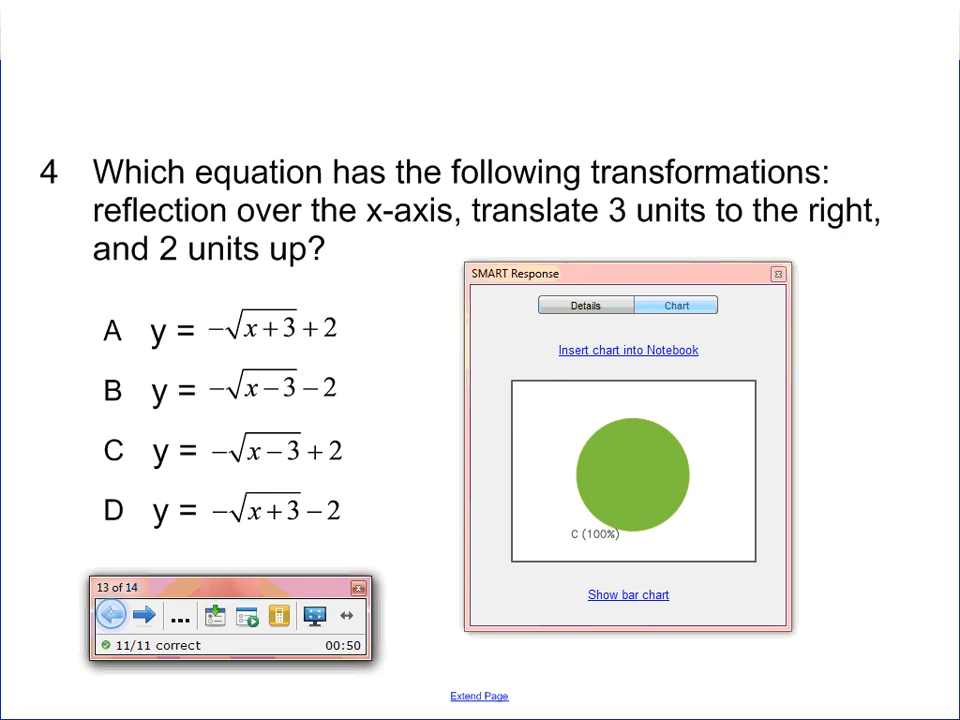 4 Which equation has the following transformations:
reflection over the x-axis, translate 3 units to the right,
and 2 units up?
SMART Response
Details Chart
Insert chart into Notebook
A y = −√(x + 3) + 2
B y = −√(x − 3) − 2
C y = −√(x − 3) + 2
D y = −√(x + 3) − 2
C (100%)
Show bar chart
13 of 14
...
11/11 correct 00:50
Extend Page